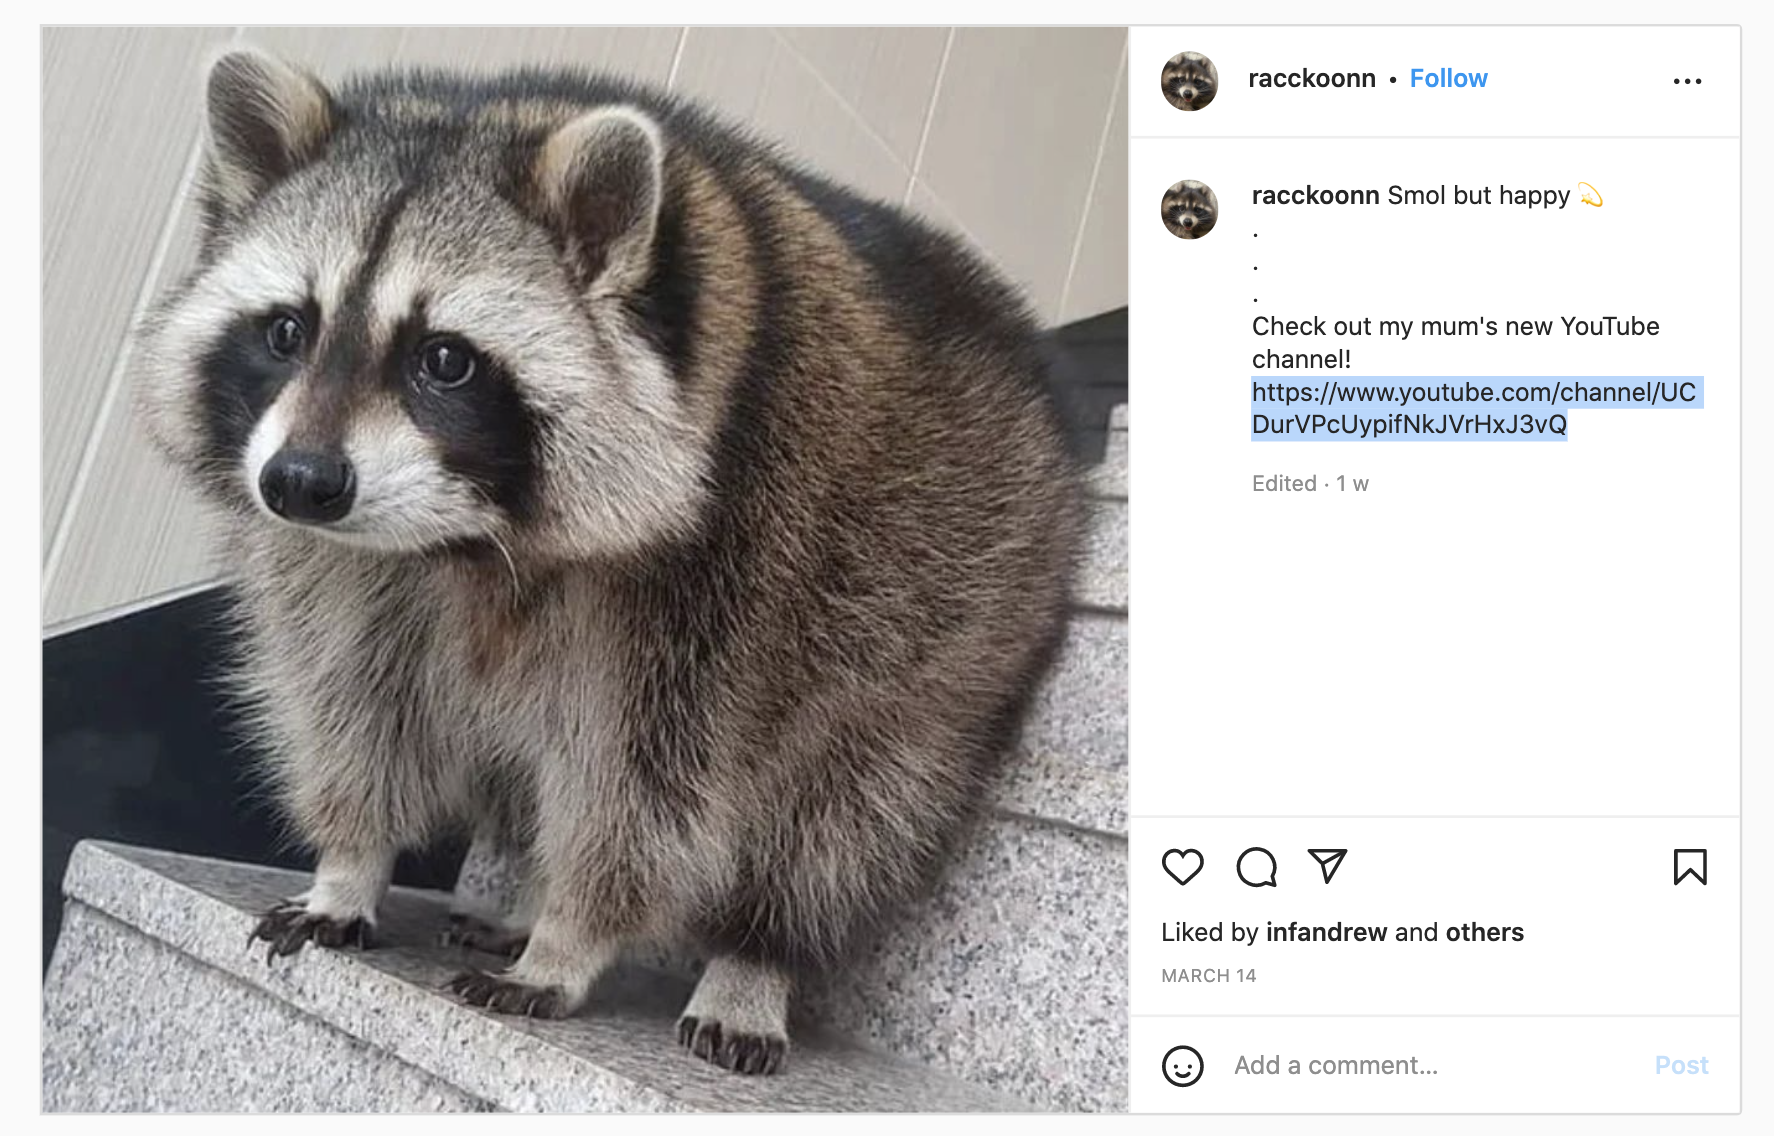 racckoonn • Follow
racckoonn Smol but happy 💫
.
.
.
Check out my mum's new YouTube
channel!
https://www.youtube.com/channel/UC
DurVPcUypifNkJVrHxJ3vQ
Edited · 1 w
Liked by infandrew and others
MARCH 14
Add a comment...
Post